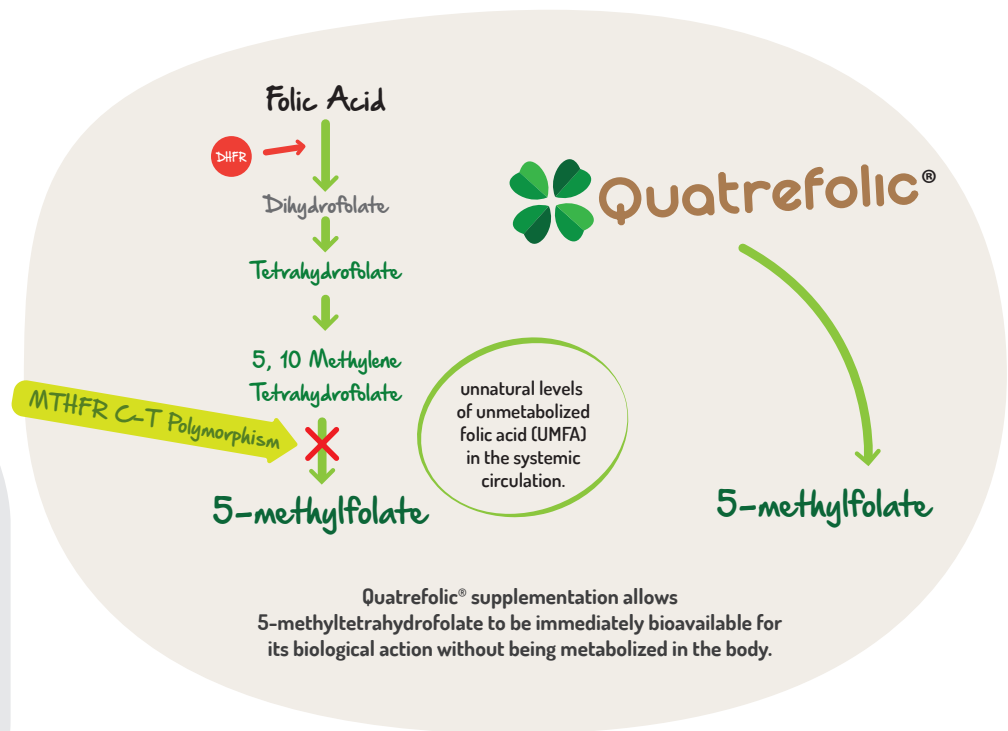 Folic Acid
DHFR
Dihydrofolate
Tetrahydrofolate
5, 10 Methylene
Tetrahydrofolate
MTHFR C-T Polymorphism
5-methylfolate
unnatural levels
of unmetabolized
folic acid (UMFA)
in the systemic
circulation.
Quatrefolic®
5-methylfolate
Quatrefolic® supplementation allows
5-methyltetrahydrofolate to be immediately bioavailable for
its biological action without being metabolized in the body.